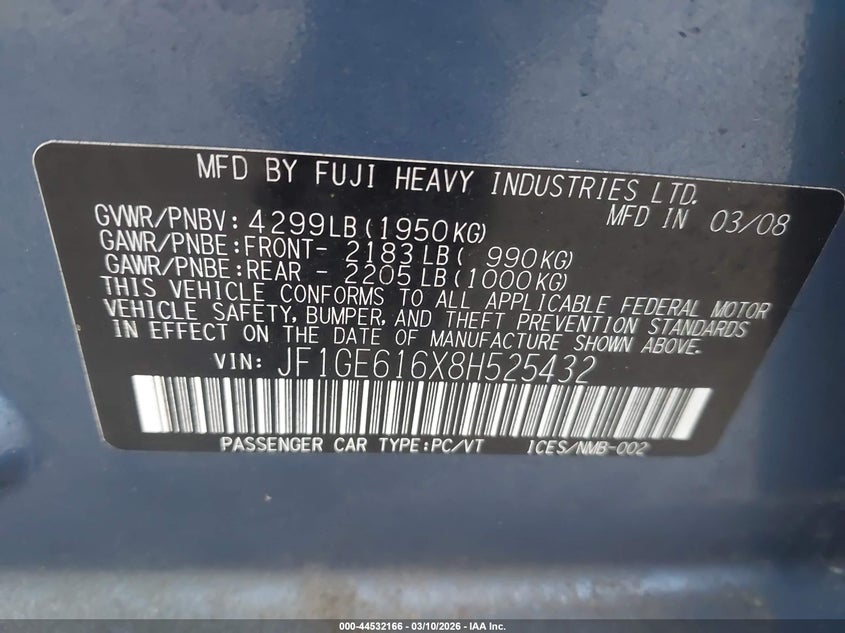 MFD BY FUJI HEAVY INDUSTRIES LTD.
MFD IN 03/08
GVWR/PNBV: 4299LB(1950KG)
GAWR/PNBE:FRONT- 2183LB( 990KG)
GAWR/PNBE:REAR - 2205LB(1000KG)
THIS VEHICLE CONFORMS TO ALL APPLICABLE FEDERAL MOTOR
VEHICLE SAFETY, BUMPER, AND THEFT PREVENTION STANDARDS
IN EFFECT ON THE DATE OF MANUFACTURE SHOWN ABOVE.
VIN: JF1GE616X8H525432
PASSENGER CAR TYPE:PC/VT ICES/NMB-002
000-44532166 - 03/10/2026 - IAA Inc.